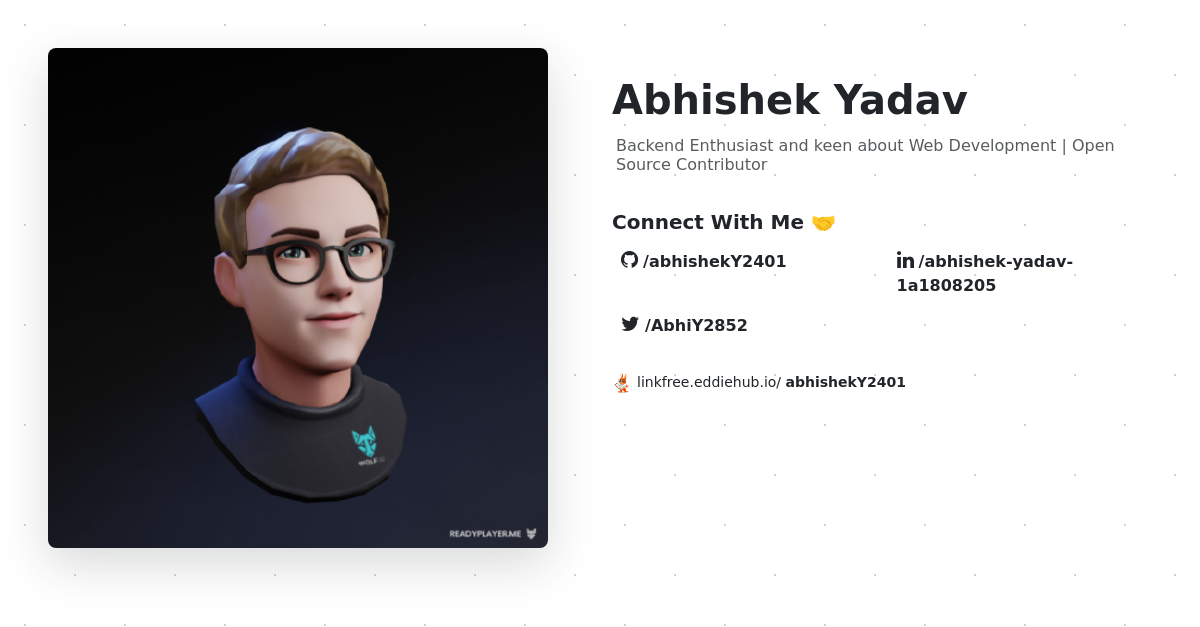 Abhishek Yadav
Backend Enthusiast and keen about Web Development | Open
Source Contributor
Connect With Me 🤝
/abhishekY2401
/abhishek-yadav-
1a1808205
/AbhiY2852
linkfree.eddiehub.io/ abhishekY2401
READYPLAYER.ME